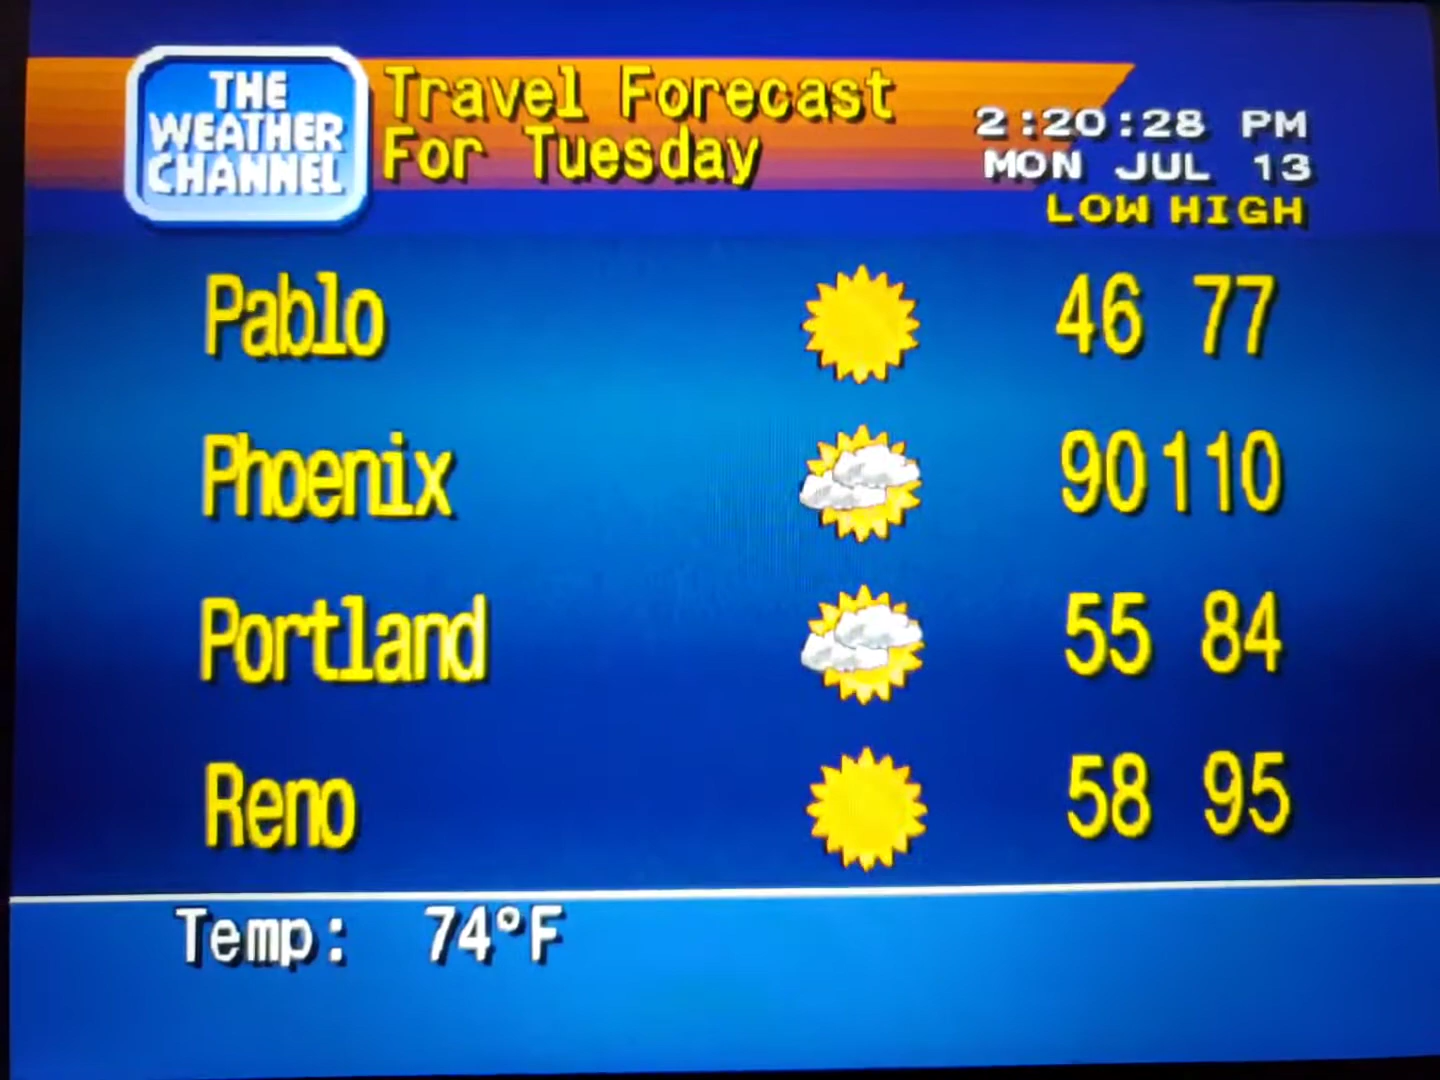 THE
WEATHER
CHANNEL
Travel Forecast
For Tuesday
2:20:28 PM
MON JUL 13
LOW HIGH
Pablo 46 77
Phoenix 90 110
Portland 55 84
Reno 58 95
Temp: 74°F